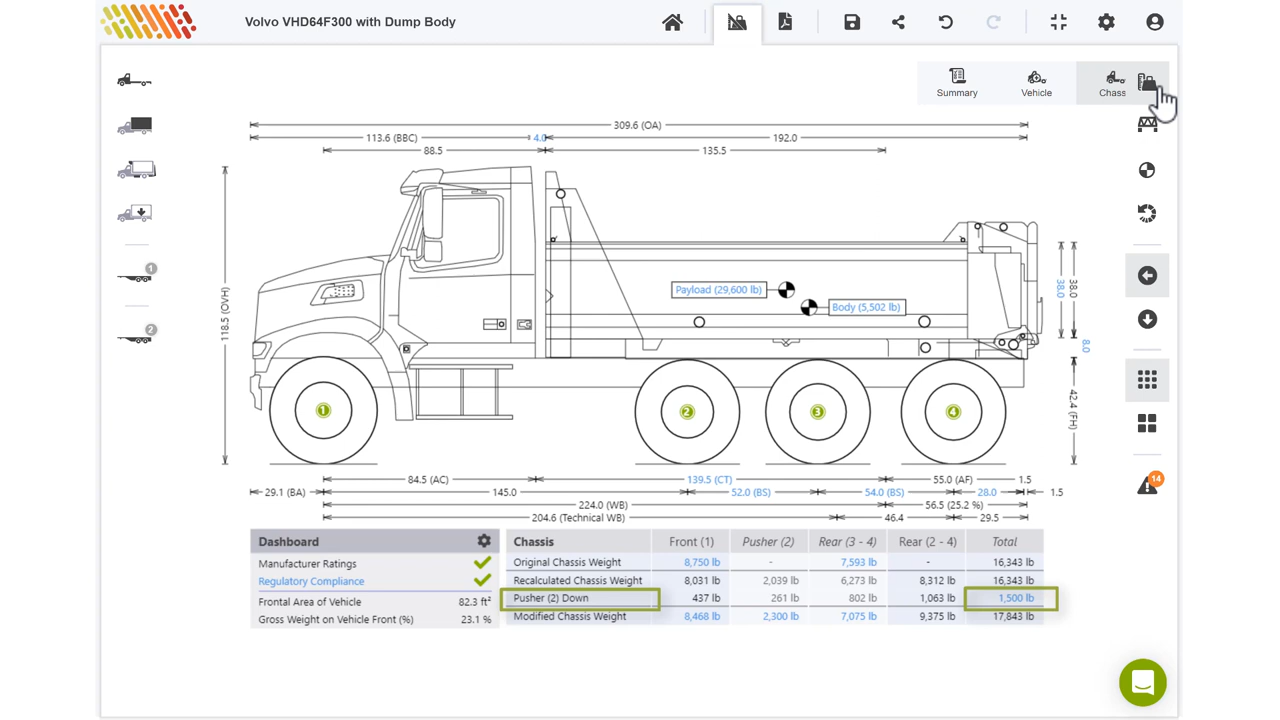 Volvo VHD64F300 with Dump Body
Summary
Vehicle
Chass
309.6 (OA)
113.6 (BBC)
4.0
192.0
88.5
135.5
118.5 (OVH)
Payload (29,600 lb)
Body (5,502 lb)
38.0
38.0
8.0
42.4 (FH)
1
2
3
4
1
2
14
84.5 (AC)
139.5 (CT)
55.0 (AF)
1.5
29.1 (BA)
145.0
52.0 (BS)
54.0 (BS)
28.0
1.5
224.0 (WB)
56.5 (25.2 %)
204.6 (Technical WB)
46.4
29.5
Dashboard
Manufacturer Ratings
Regulatory Compliance
Frontal Area of Vehicle 82.3 ft²
Gross Weight on Vehicle Front (%) 23.1 %
Chassis Front (1) Pusher (2) Rear (3 - 4) Rear (2 - 4) Total
Original Chassis Weight 8,750 lb - 7,593 lb - 16,343 lb
Recalculated Chassis Weight 8,031 lb 2,039 lb 6,273 lb 8,312 lb 16,343 lb
Pusher (2) Down 437 lb 261 lb 802 lb 1,063 lb 1,500 lb
Modified Chassis Weight 8,468 lb 2,300 lb 7,075 lb 9,375 lb 17,843 lb